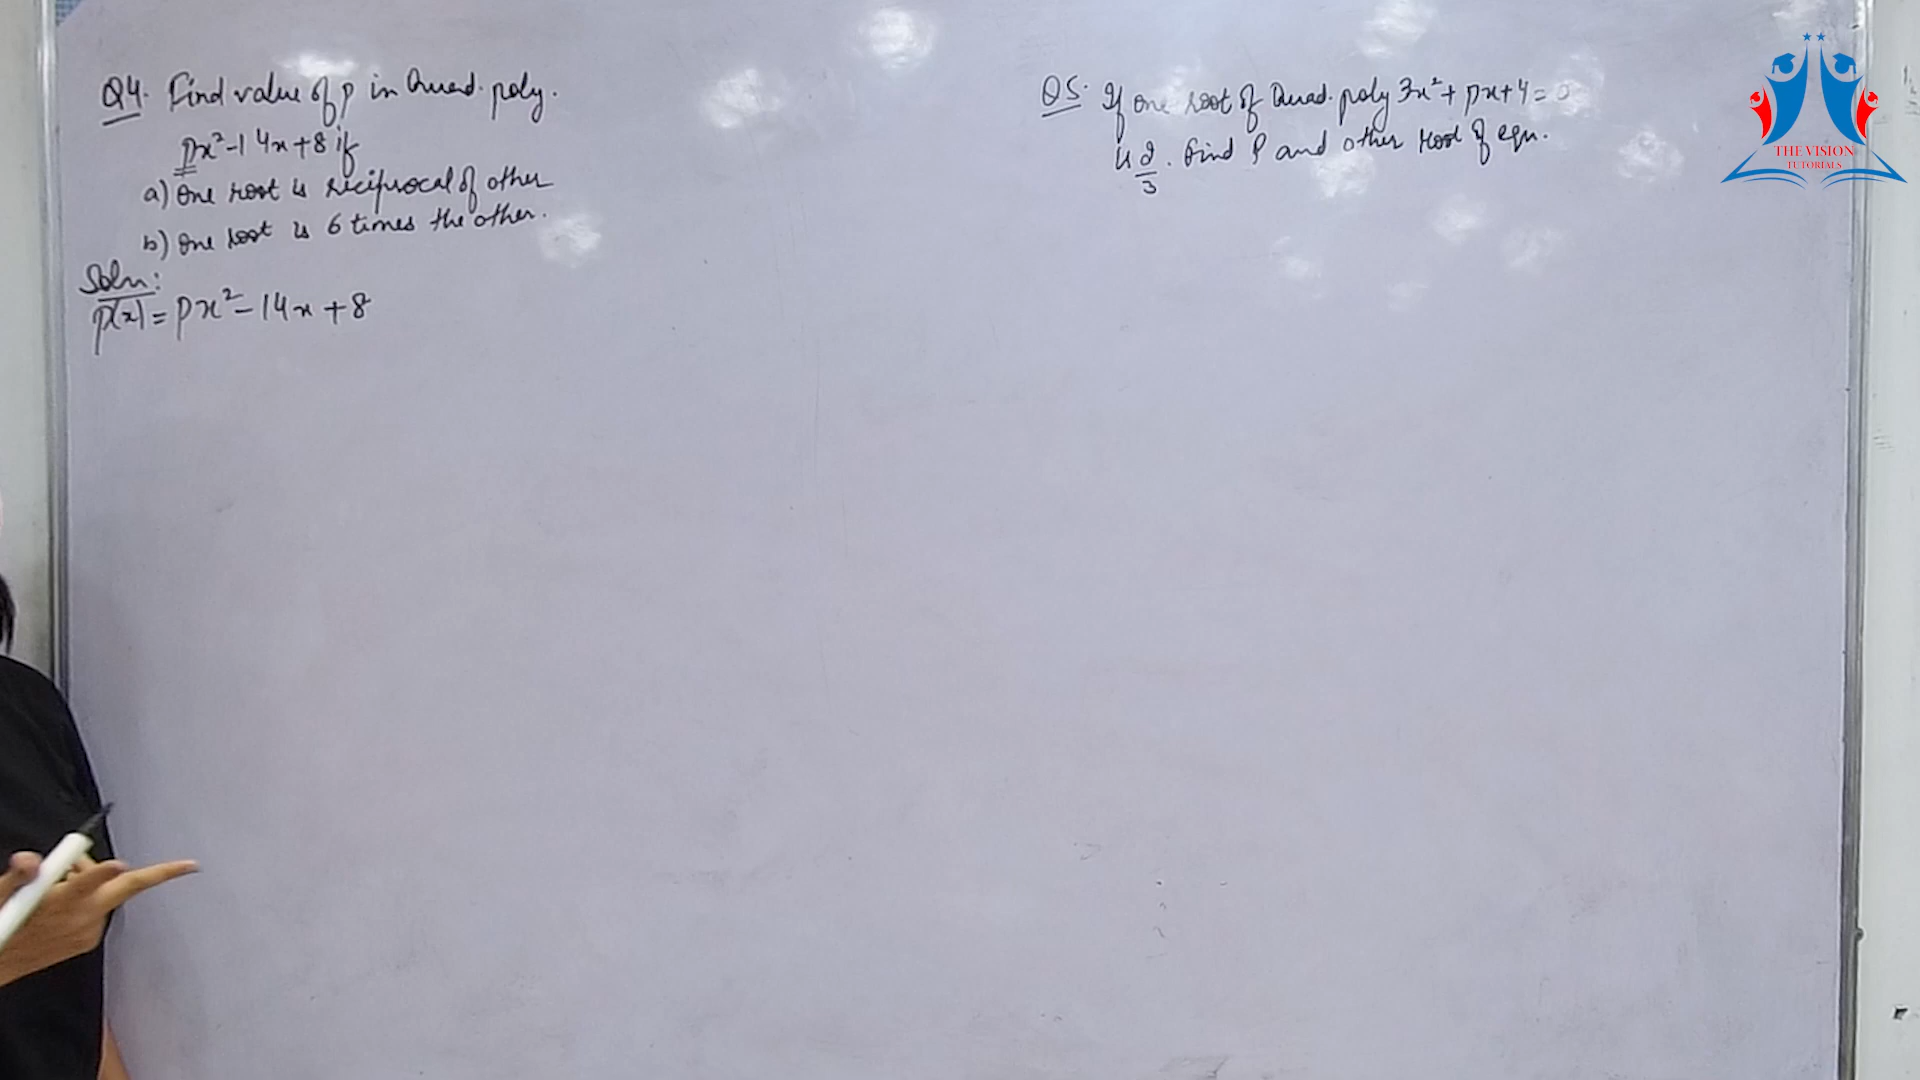 Q4. Find value of p in Quad. poly.
px²-14x+8 if
a) One root is reciprocal of other
b) One root is 6 times the other.
Soln:
p(x) = px² - 14x + 8
Q5. If one root of Quad. poly 3x² + px + 4 = 0
is 2/3. Find P and other root of eqn.
THE VISION
TUTORIALS